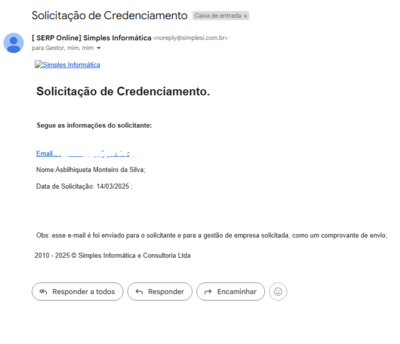 Solicitação de Credenciamento Caixa de entrada x
[ SERP Online] Simples Informática <noreply@simplesi.com.br>
para Gestor, mim, mim
Simples Informática
Solicitação de Credenciamento.
Segue as informações do solicitante:
Email
Nome:Asbilhiqueta Monteiro da Silva;
Data de Solicitação: 14/03/2025 ;
Obs: esse e-mail é foi enviado para o solicitante e para a gestão de empresa solicitada, como um comprovante de envio;
2010 - 2025 © Simples Informática e Consultoria Ltda
Responder a todos
Responder
Encaminhar